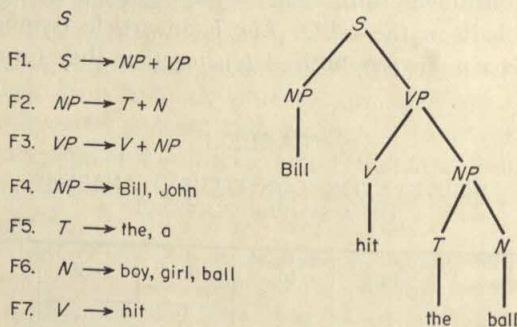 S
F1. S → NP + VP
F2. NP → T + N
F3. VP → V + NP
F4. NP → Bill, John
F5. T → the, a
F6. N → boy, girl, ball
F7. V → hit
S
NP VP
Bill V NP
hit T N
the ball